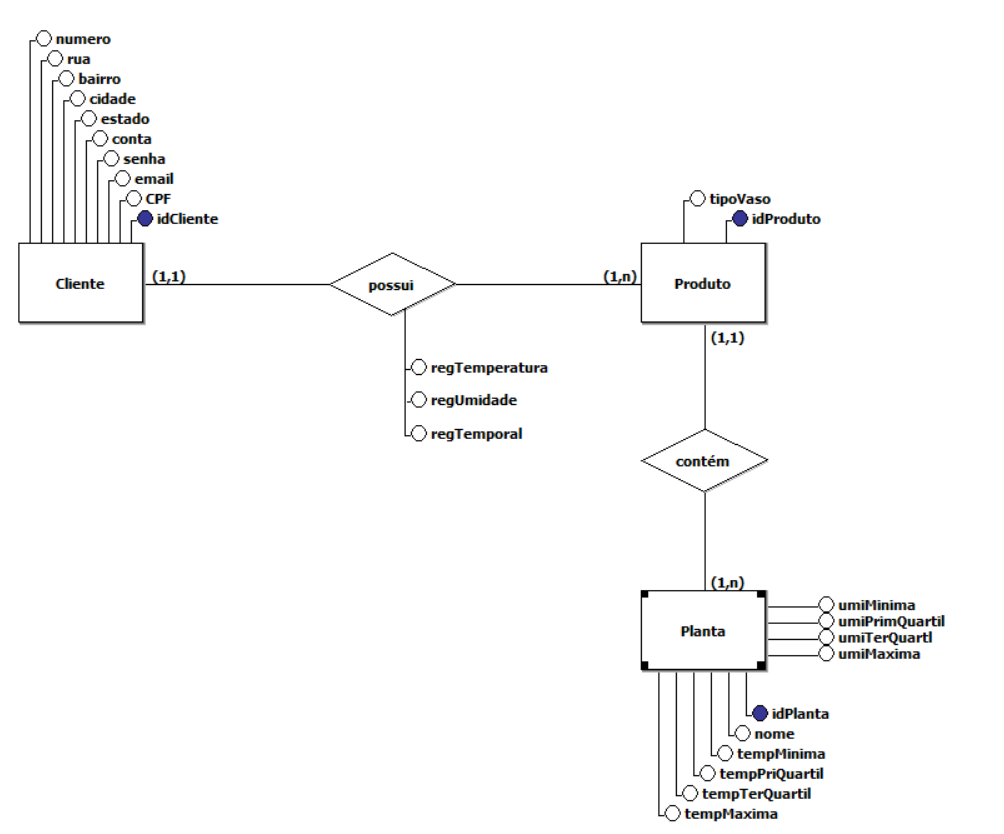 numero
rua
bairro
cidade
estado
conta
senha
email
CPF
idCliente
tipoVaso
idProduto
Cliente
(1,1)
possui
(1,n)
Produto
(1,1)
regTemperatura
regUmidade
regTemporal
contém
(1,n)
Planta
umiMinima
umiPrimQuartil
umiTerQuartl
umiMaxima
idPlanta
nome
tempMinima
tempPriQuartil
tempTerQuartil
tempMaxima